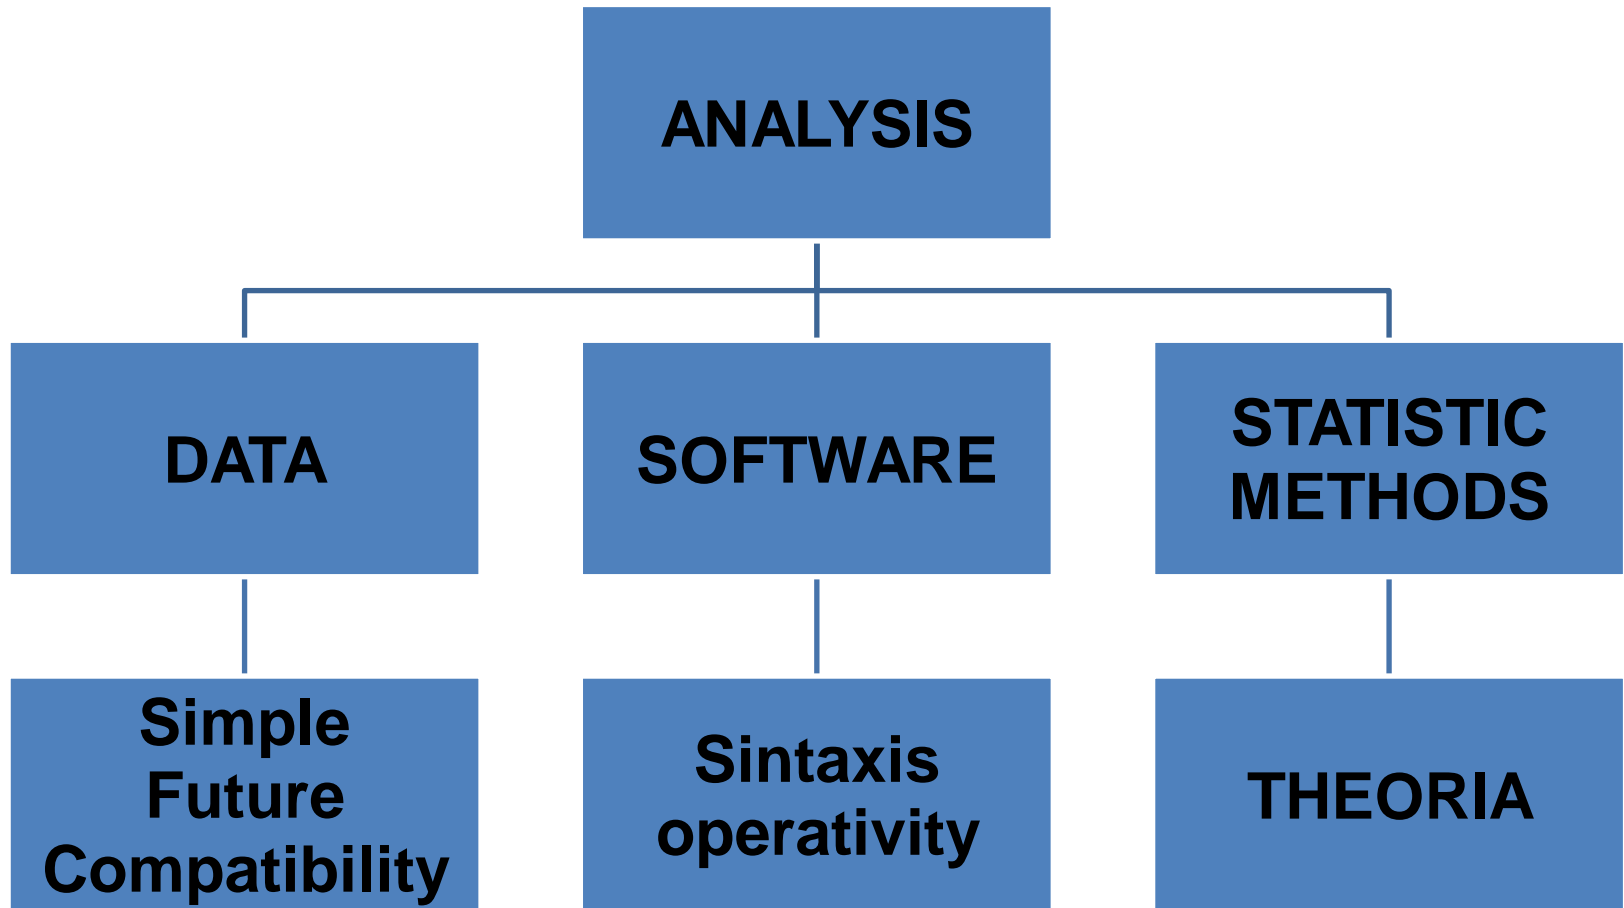 ANALYSIS
DATA
SOFTWARE
STATISTIC
METHODS
Simple
Future
Compatibility
Sintaxis
operativity
THEORIA